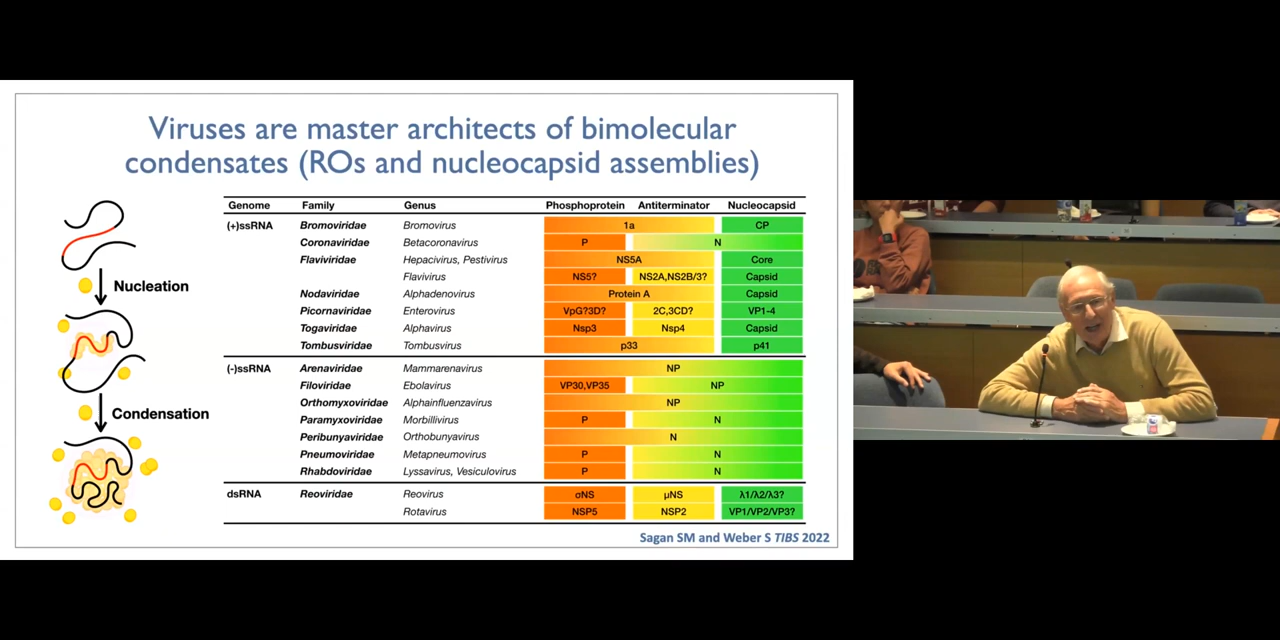 Viruses are master architects of bimolecular
condensates (ROs and nucleocapsid assemblies)
Nucleation
Condensation
Genome Family Genus Phosphoprotein Antiterminator Nucleocapsid
(+)ssRNA Bromoviridae Bromovirus 1a CP
Coronaviridae Betacoronavirus P N
Flaviviridae Hepacivirus, Pestivirus NS5A Core
Flavivirus NS5? NS2A,NS2B/3? Capsid
Nodaviridae Alphadenovirus Protein A Capsid
Picornaviridae Enterovirus VpG?3D? 2C,3CD? VP1-4
Togaviridae Alphavirus Nsp3 Nsp4 Capsid
Tombusviridae Tombusvirus p33 p41
(-)ssRNA Arenaviridae Mammarenavirus NP
Filoviridae Ebolavirus VP30,VP35 NP
Orthomyxoviridae Alphainfluenzavirus NP
Paramyxoviridae Morbillivirus P N
Peribunyaviridae Orthobunyavirus N
Pneumoviridae Metapneumovirus P N
Rhabdoviridae Lyssavirus, Vesiculovirus P N
dsRNA Reoviridae Reovirus σNS μNS λ1/λ2/λ3?
Rotavirus NSP5 NSP2 VP1/VP2/VP3?
Sagan SM and Weber S TIBS 2022